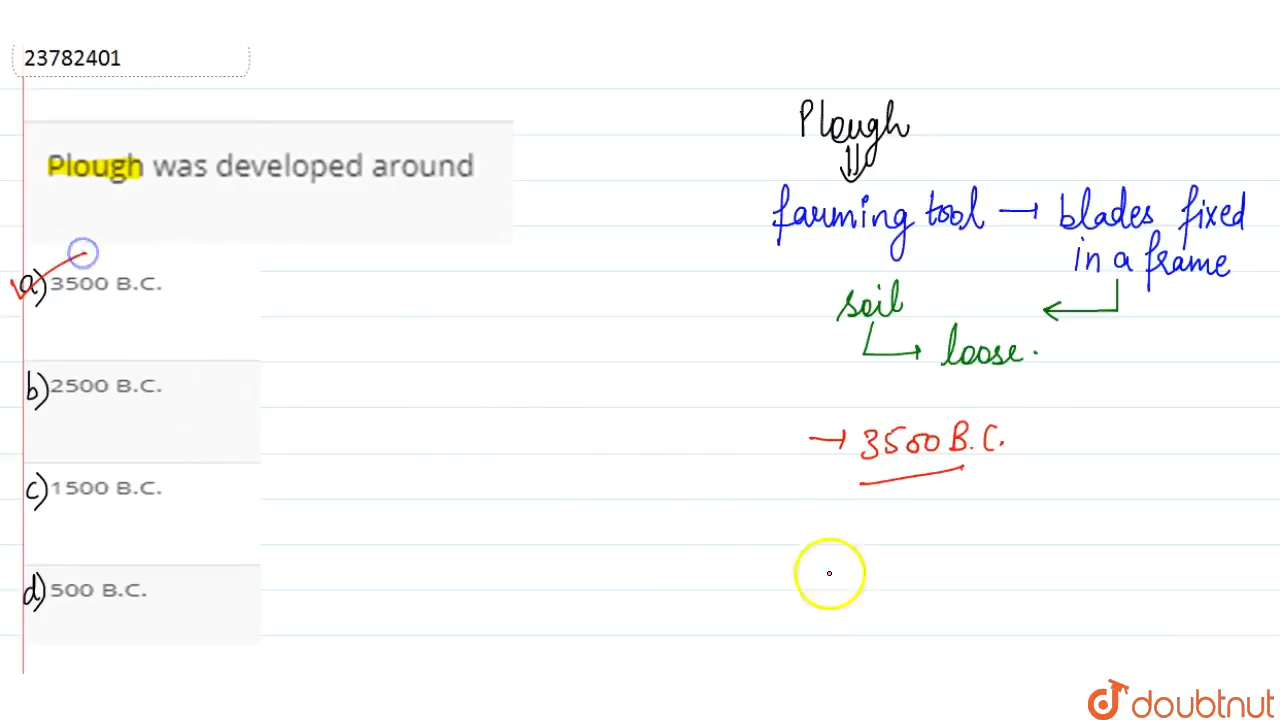 23782401
Plough was developed around
a) 3500 B.C.
b) 2500 B.C.
c) 1500 B.C.
d) 500 B.C.
Plough
farming tool → blades fixed
in a frame
soil
loose.
→ 3500 B.C.
doubtnut